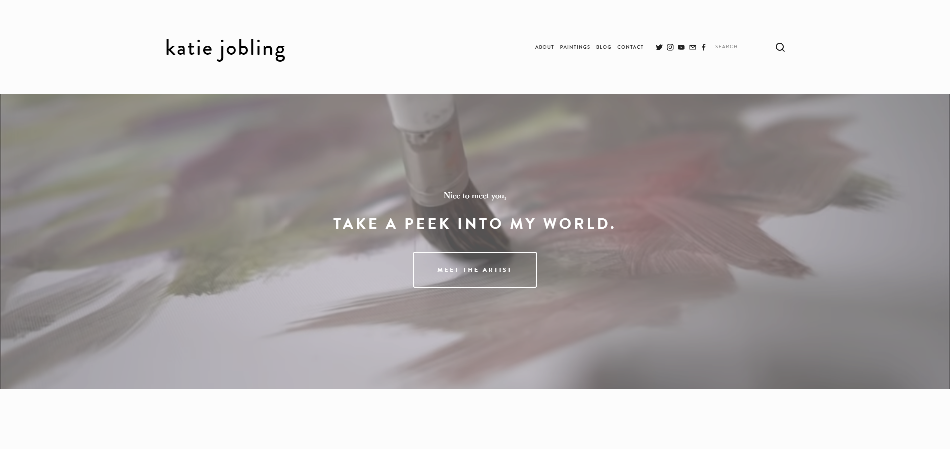 katie jobling
ABOUT PAINTINGS BLOG CONTACT
SEARCH
Nice to meet you,
TAKE A PEEK INTO MY WORLD.
MEET THE ARTIST